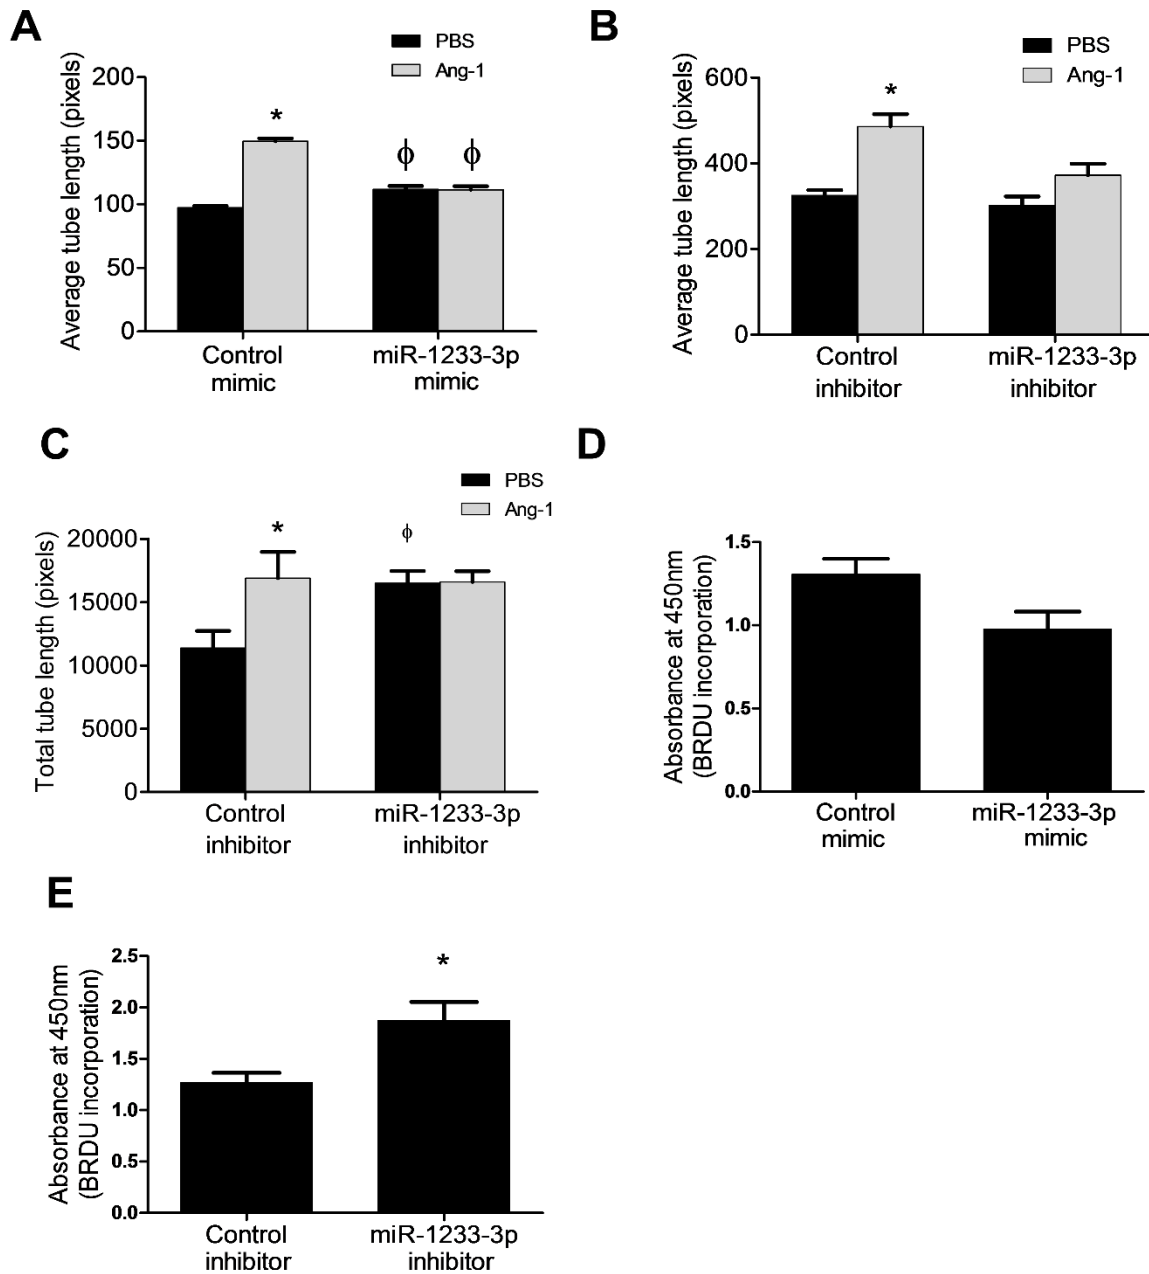 A
PBS
Ang-1
Average tube length (pixels)
200
150
100
50
0
*
ϕ
ϕ
Control
mimic
miR-1233-3p
mimic
B
PBS
Ang-1
Average tube length (pixels)
600
400
200
0
*
Control
inhibitor
miR-1233-3p
inhibitor
C
PBS
Ang-1
Total tube length (pixels)
20000
15000
10000
5000
0
*
ϕ
Control
inhibitor
miR-1233-3p
inhibitor
D
Absorbance at 450nm
(BRDU incorporation)
1.5
1.0
0.5
0.0
Control
mimic
miR-1233-3p
mimic
E
Absorbance at 450nm
(BRDU incorporation)
2.5
2.0
1.5
1.0
0.5
0.0
*
Control
inhibitor
miR-1233-3p
inhibitor